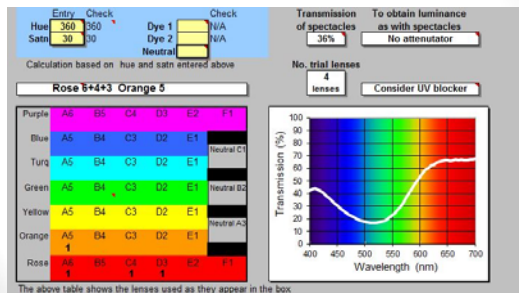 Entry Check Check Transmission To obtain luminance
Hue 360 360 Dye 1 N/A of spectacles as with spectacles
Satn 30 30 Dye 2 N/A 36% No attenutator
Neutral
Calculation based on hue and satn entered above No. trial lenses
4
Rose 6+4+3 Orange 5 lenses Consider UV blocker
Purple A6 B5 C4 D3 E2 F1
Blue A5 B4 C3 D2 E1
Neutral C1
Turq A5 B4 C3 D2 E1
Green A5 B4 C3 D2 E1 Neutral B2
Yellow A5 B4 C3 D2 E1
Neutral A3
Orange A5 B4 C3 D2 E1
1
Rose A6 B5 C4 D3 E2 F1
1 1 1
Transmission (%)
100
90
80
70
60
50
40
30
20
10
0
400 450 500 550 600 650 700
Wavelength (nm)
The above table shows the lenses used as they appear in the box